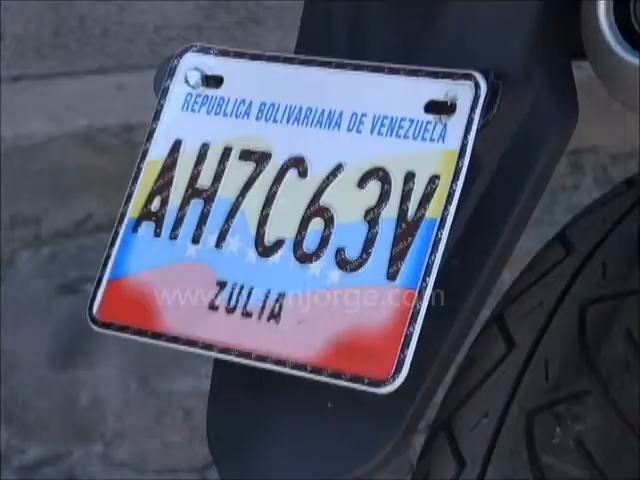 REPUBLICA BOLIVARIANA DE VENEZUELA
AH7C63V
ZULIA